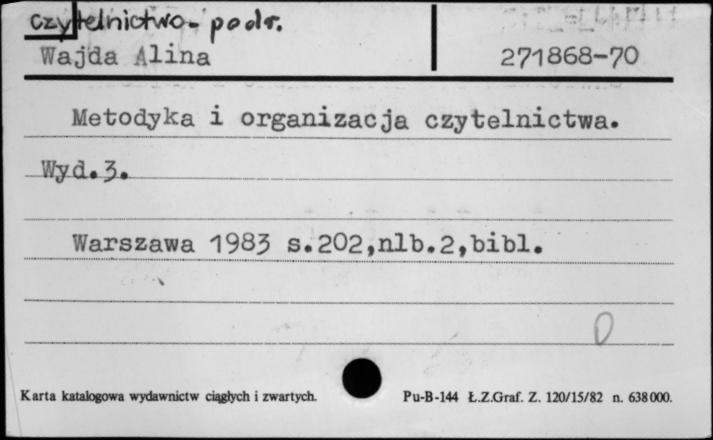 czytelnictwo - podr.
Wajda Alina 271868-70
Metodyka i organizacja czytelnictwa.
Wyd.3.
Warszawa 1983 s.202,nlb.2,bibl.
0
Karta katalogowa wydawnictw ciągłych i zwartych. Pu-B-144 Ł.Z.Graf. Z. 120/15/82 n. 638000.